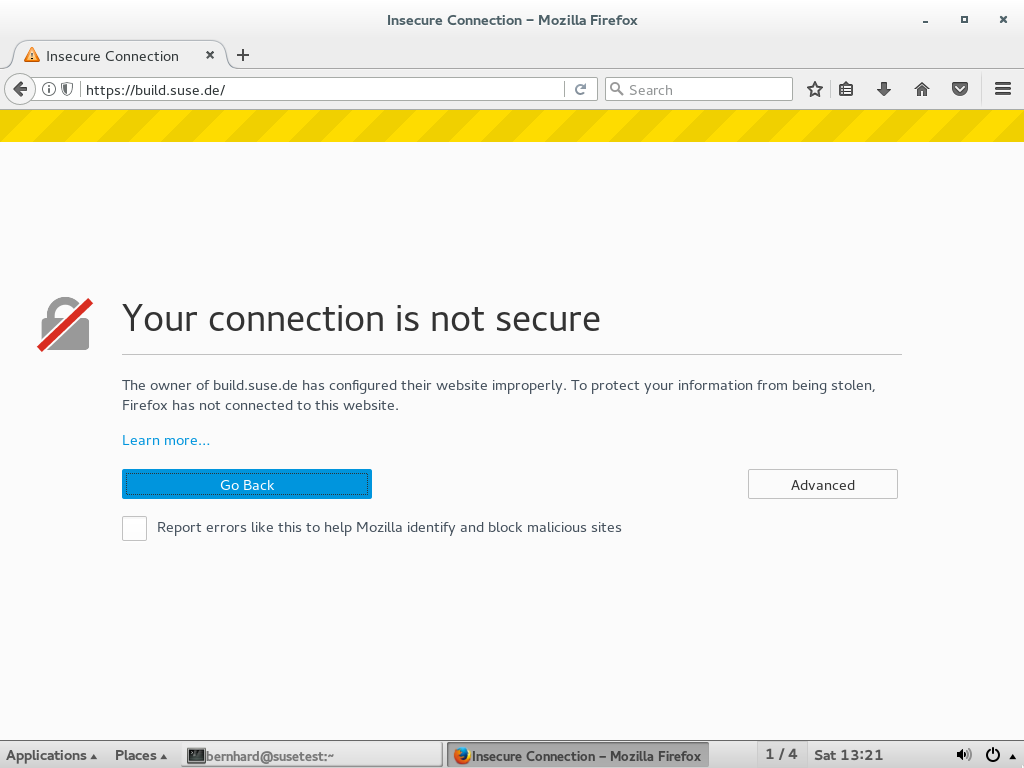 Insecure Connection – Mozilla Firefox
Insecure Connection
https://build.suse.de/
Search
Your connection is not secure
The owner of build.suse.de has configured their website improperly. To protect your information from being stolen,
Firefox has not connected to this website.
Learn more...
Go Back
Advanced
Report errors like this to help Mozilla identify and block malicious sites
Applications Places bernhard@susetest:~ Insecure Connection – Mozilla Firefox 1 / 4 Sat 13:21